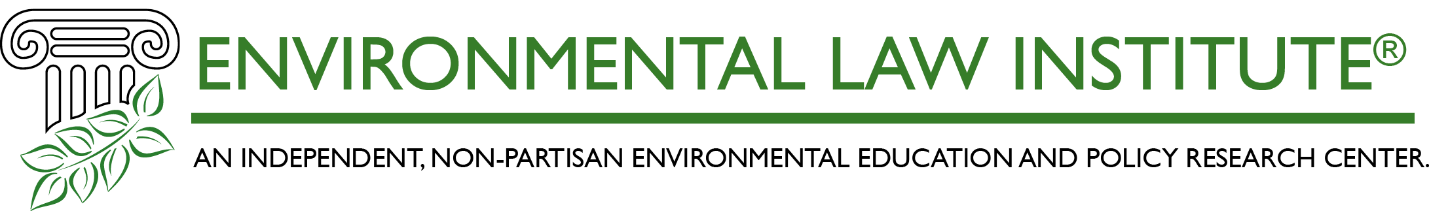 ENVIRONMENTAL LAW INSTITUTE®
AN INDEPENDENT, NON-PARTISAN ENVIRONMENTAL EDUCATION AND POLICY RESEARCH CENTER.